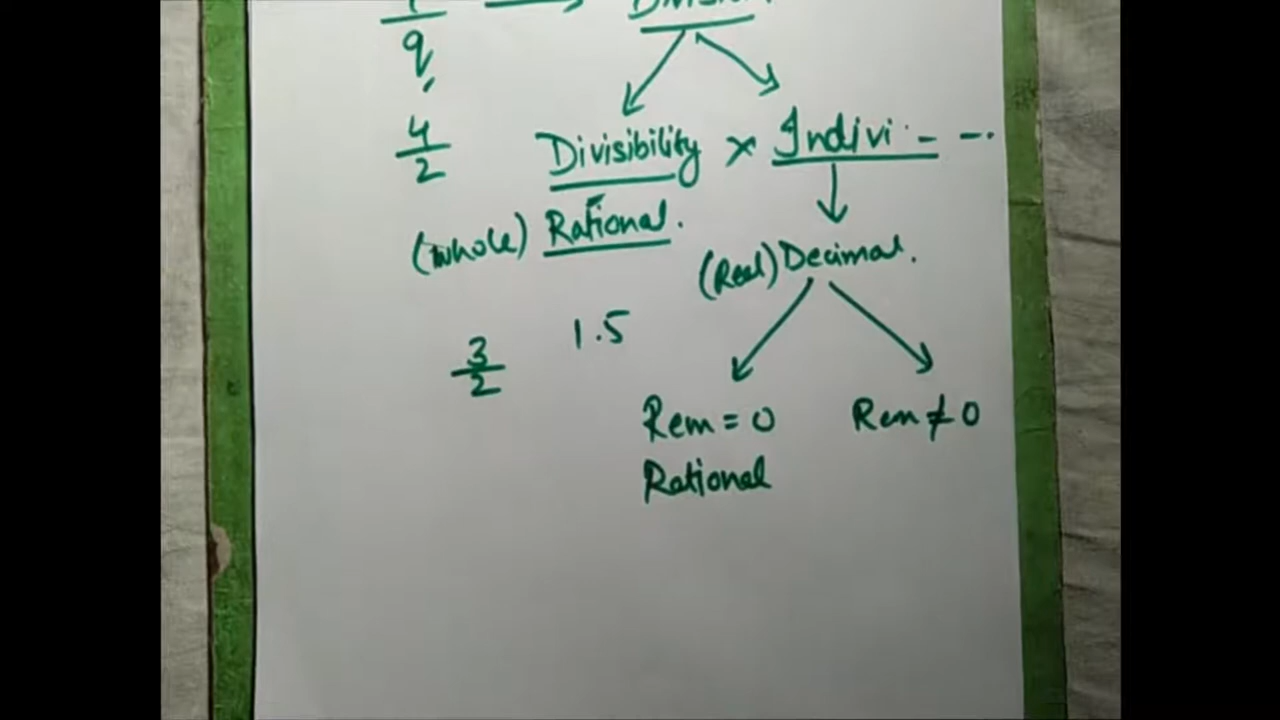 q
4
2
Divisibility × Indivi - - ..
(whole) Rational.
(Real) Decimal.
3
2
1.5
Rem = 0 Rem ≠ 0
Rational